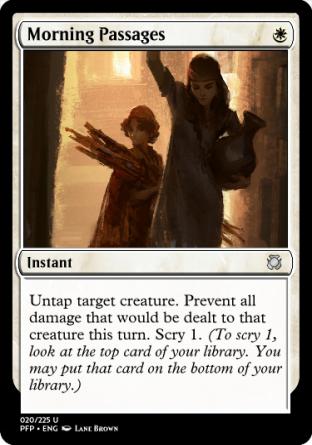 Morning Passages
Instant
Untap target creature. Prevent all
damage that would be dealt to that
creature this turn. Scry 1. (To scry 1,
look at the top card of your library. You
may put that card on the bottom of your
library.)
020/225 U
PFP • ENG Lane Brown